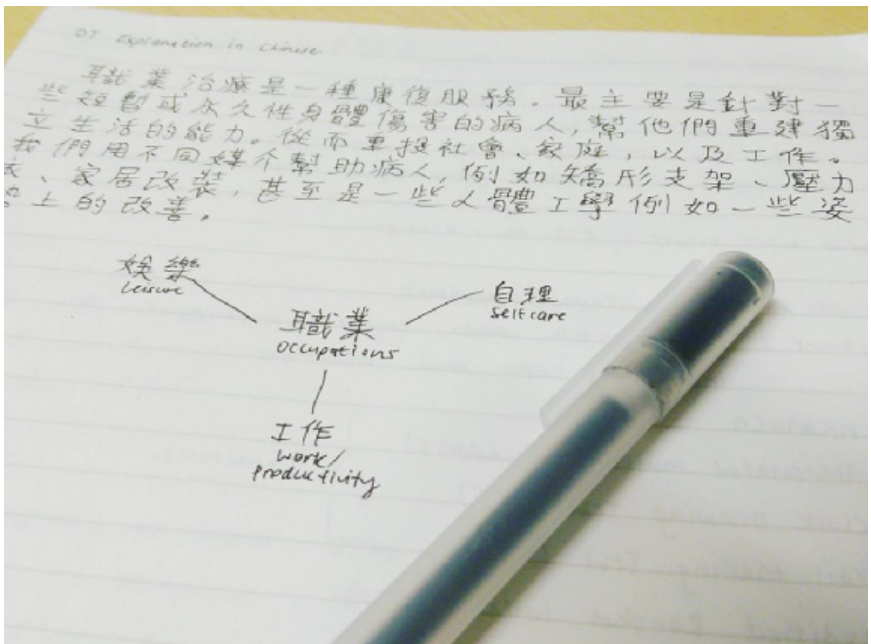 OT Explanation in Chinese
職業治療是一種康復服務。最主要是針對一
些短暫或永久性身體傷害的病人,幫他們重建獨
立生活的能力。從而重投社會、家庭,以及工作。
我們用不同媒介幫助病人,例如矯形支架、壓力
衣、家居改裝,甚至是一些人體工學例如一些姿
上的改善。
娛樂
Leisure
自理
Selfcare
職業
Occupations
工作
work/
productivity